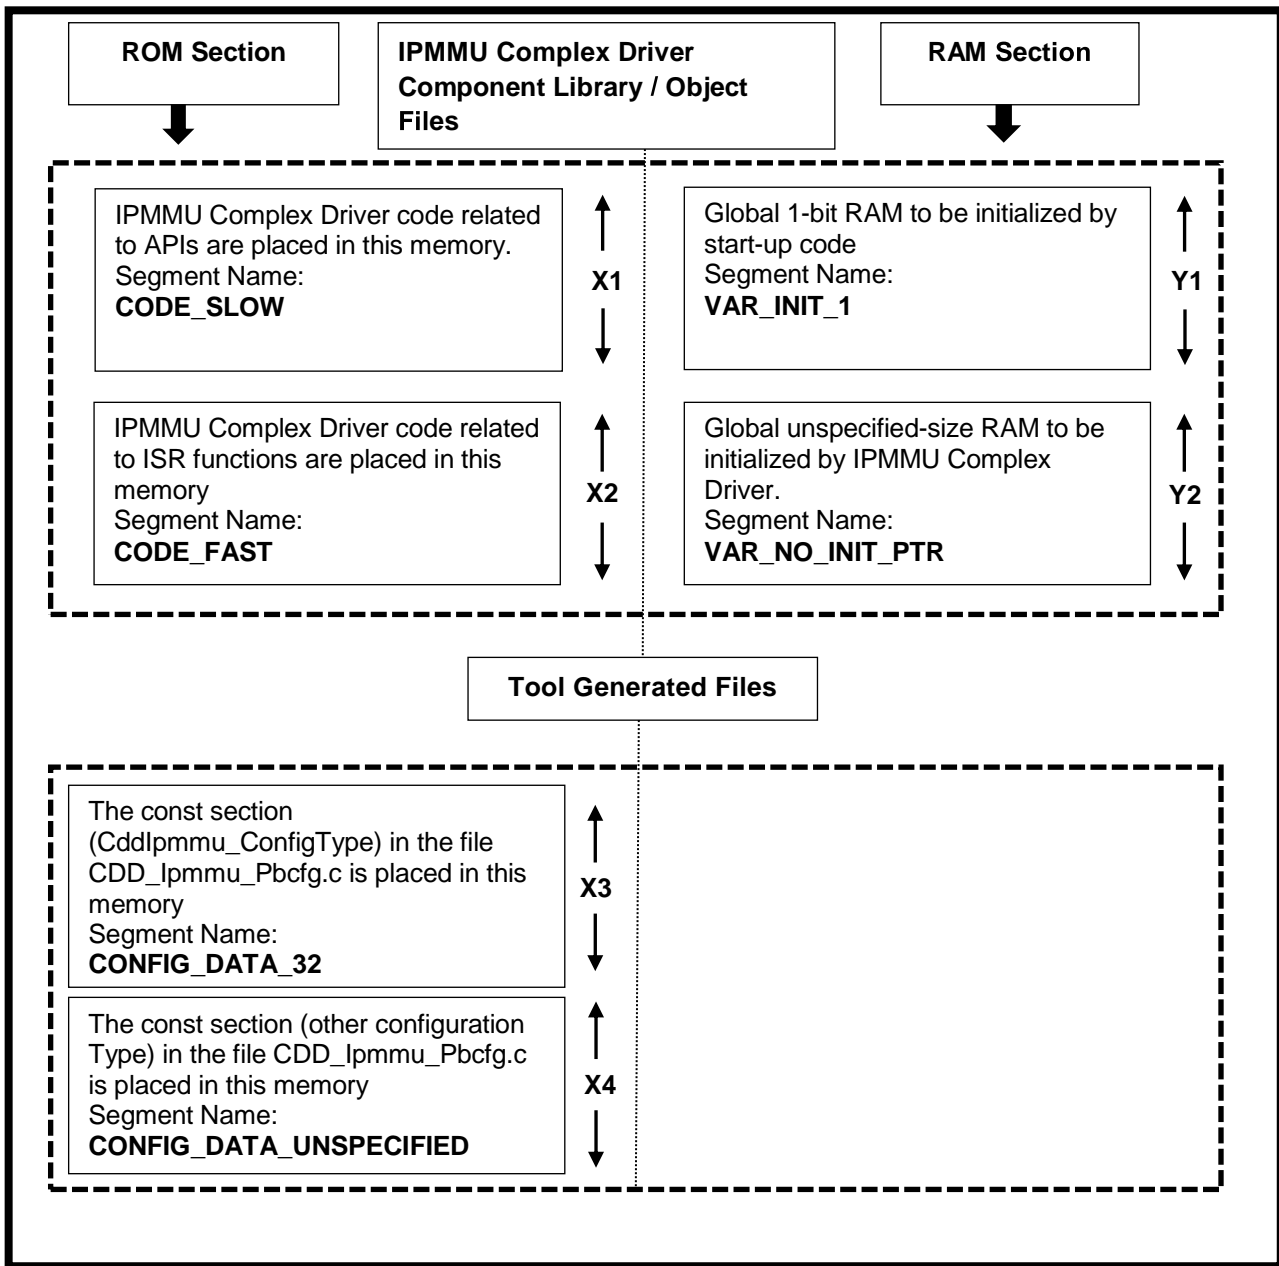 ROM Section
IPMMU Complex Driver
Component Library / Object
Files
RAM Section
IPMMU Complex Driver code related
to APIs are placed in this memory.
Segment Name:
CODE_SLOW
X1
Global 1-bit RAM to be initialized by
start-up code
Segment Name:
VAR_INIT_1
Y1
IPMMU Complex Driver code related
to ISR functions are placed in this
memory
Segment Name:
CODE_FAST
X2
Global unspecified-size RAM to be
initialized by IPMMU Complex
Driver.
Segment Name:
VAR_NO_INIT_PTR
Y2
Tool Generated Files
The const section
(CddIpmmu_ConfigType) in the file
CDD_Ipmmu_Pbcfg.c is placed in this
memory
Segment Name:
CONFIG_DATA_32
X3
The const section (other configuration
Type) in the file CDD_Ipmmu_Pbcfg.c
is placed in this memory
Segment Name:
CONFIG_DATA_UNSPECIFIED
X4